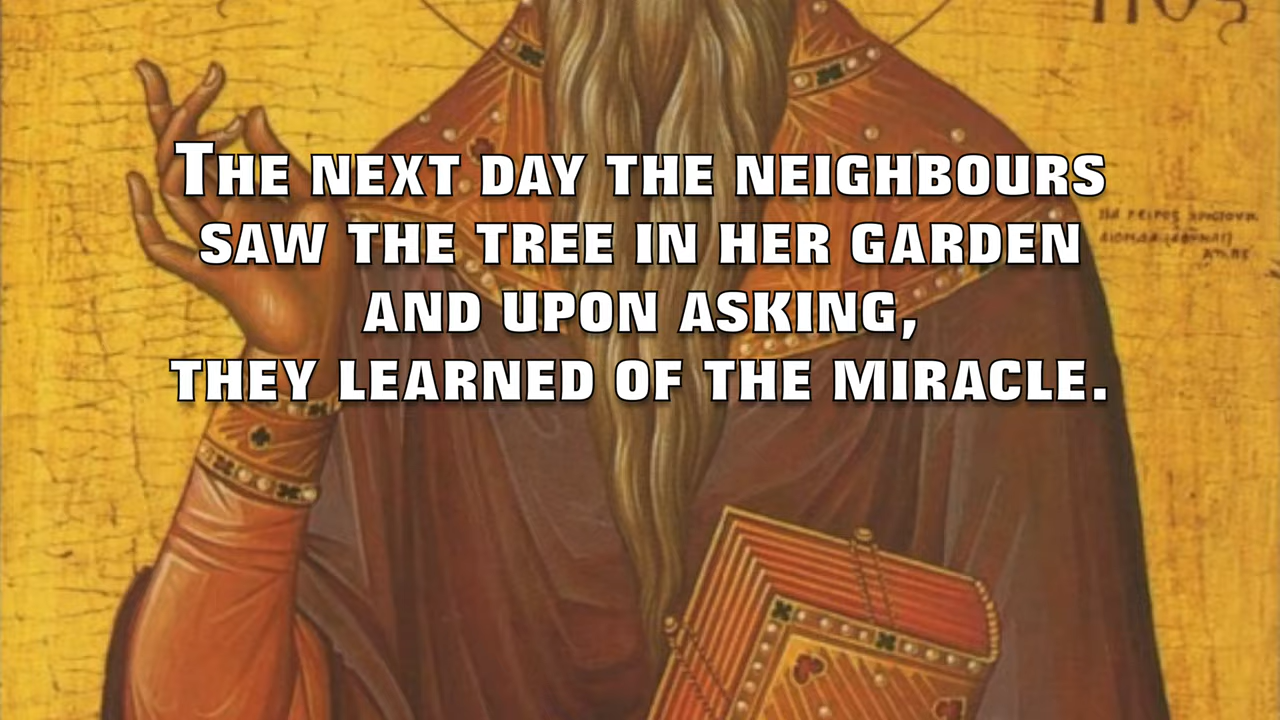 The next day the neighbours
saw the tree in her garden
and upon asking,
they learned of the miracle.